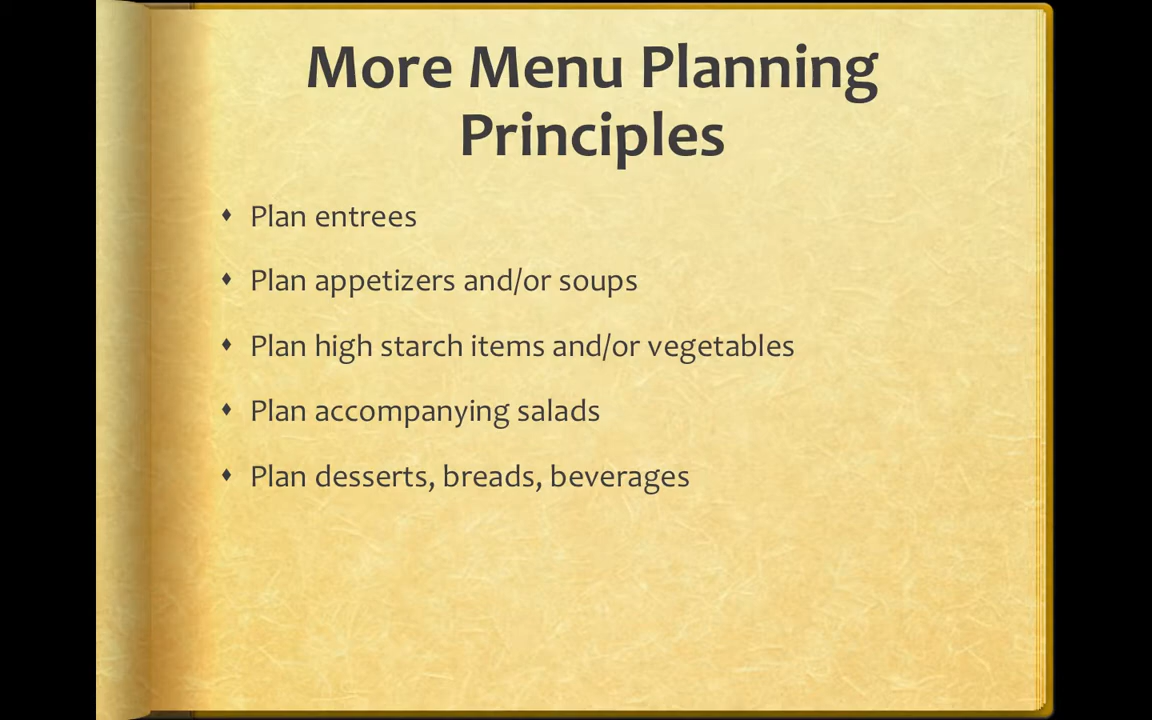 More Menu Planning
Principles
Plan entrees
Plan appetizers and/or soups
Plan high starch items and/or vegetables
Plan accompanying salads
Plan desserts, breads, beverages